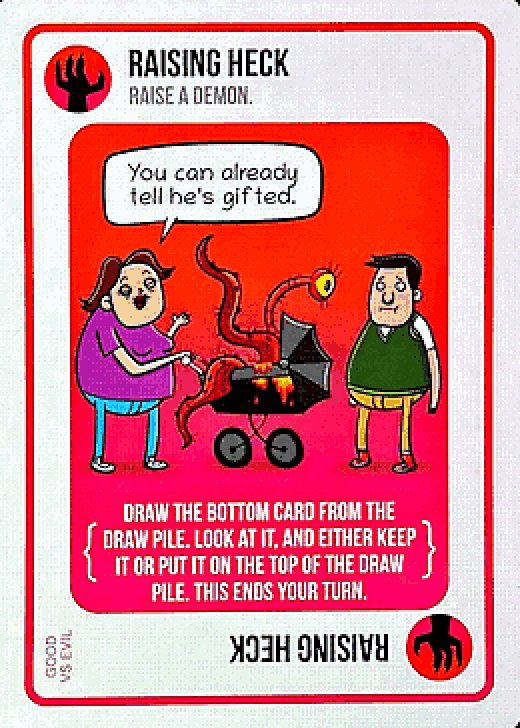 RAISING HECK
RAISE A DEMON.
You can already
tell he's gifted.
DRAW THE BOTTOM CARD FROM THE
DRAW PILE. LOOK AT IT, AND EITHER KEEP
IT OR PUT IT ON THE TOP OF THE DRAW
PILE. THIS ENDS YOUR TURN.
GOOD
VS EVIL
RAISING HECK